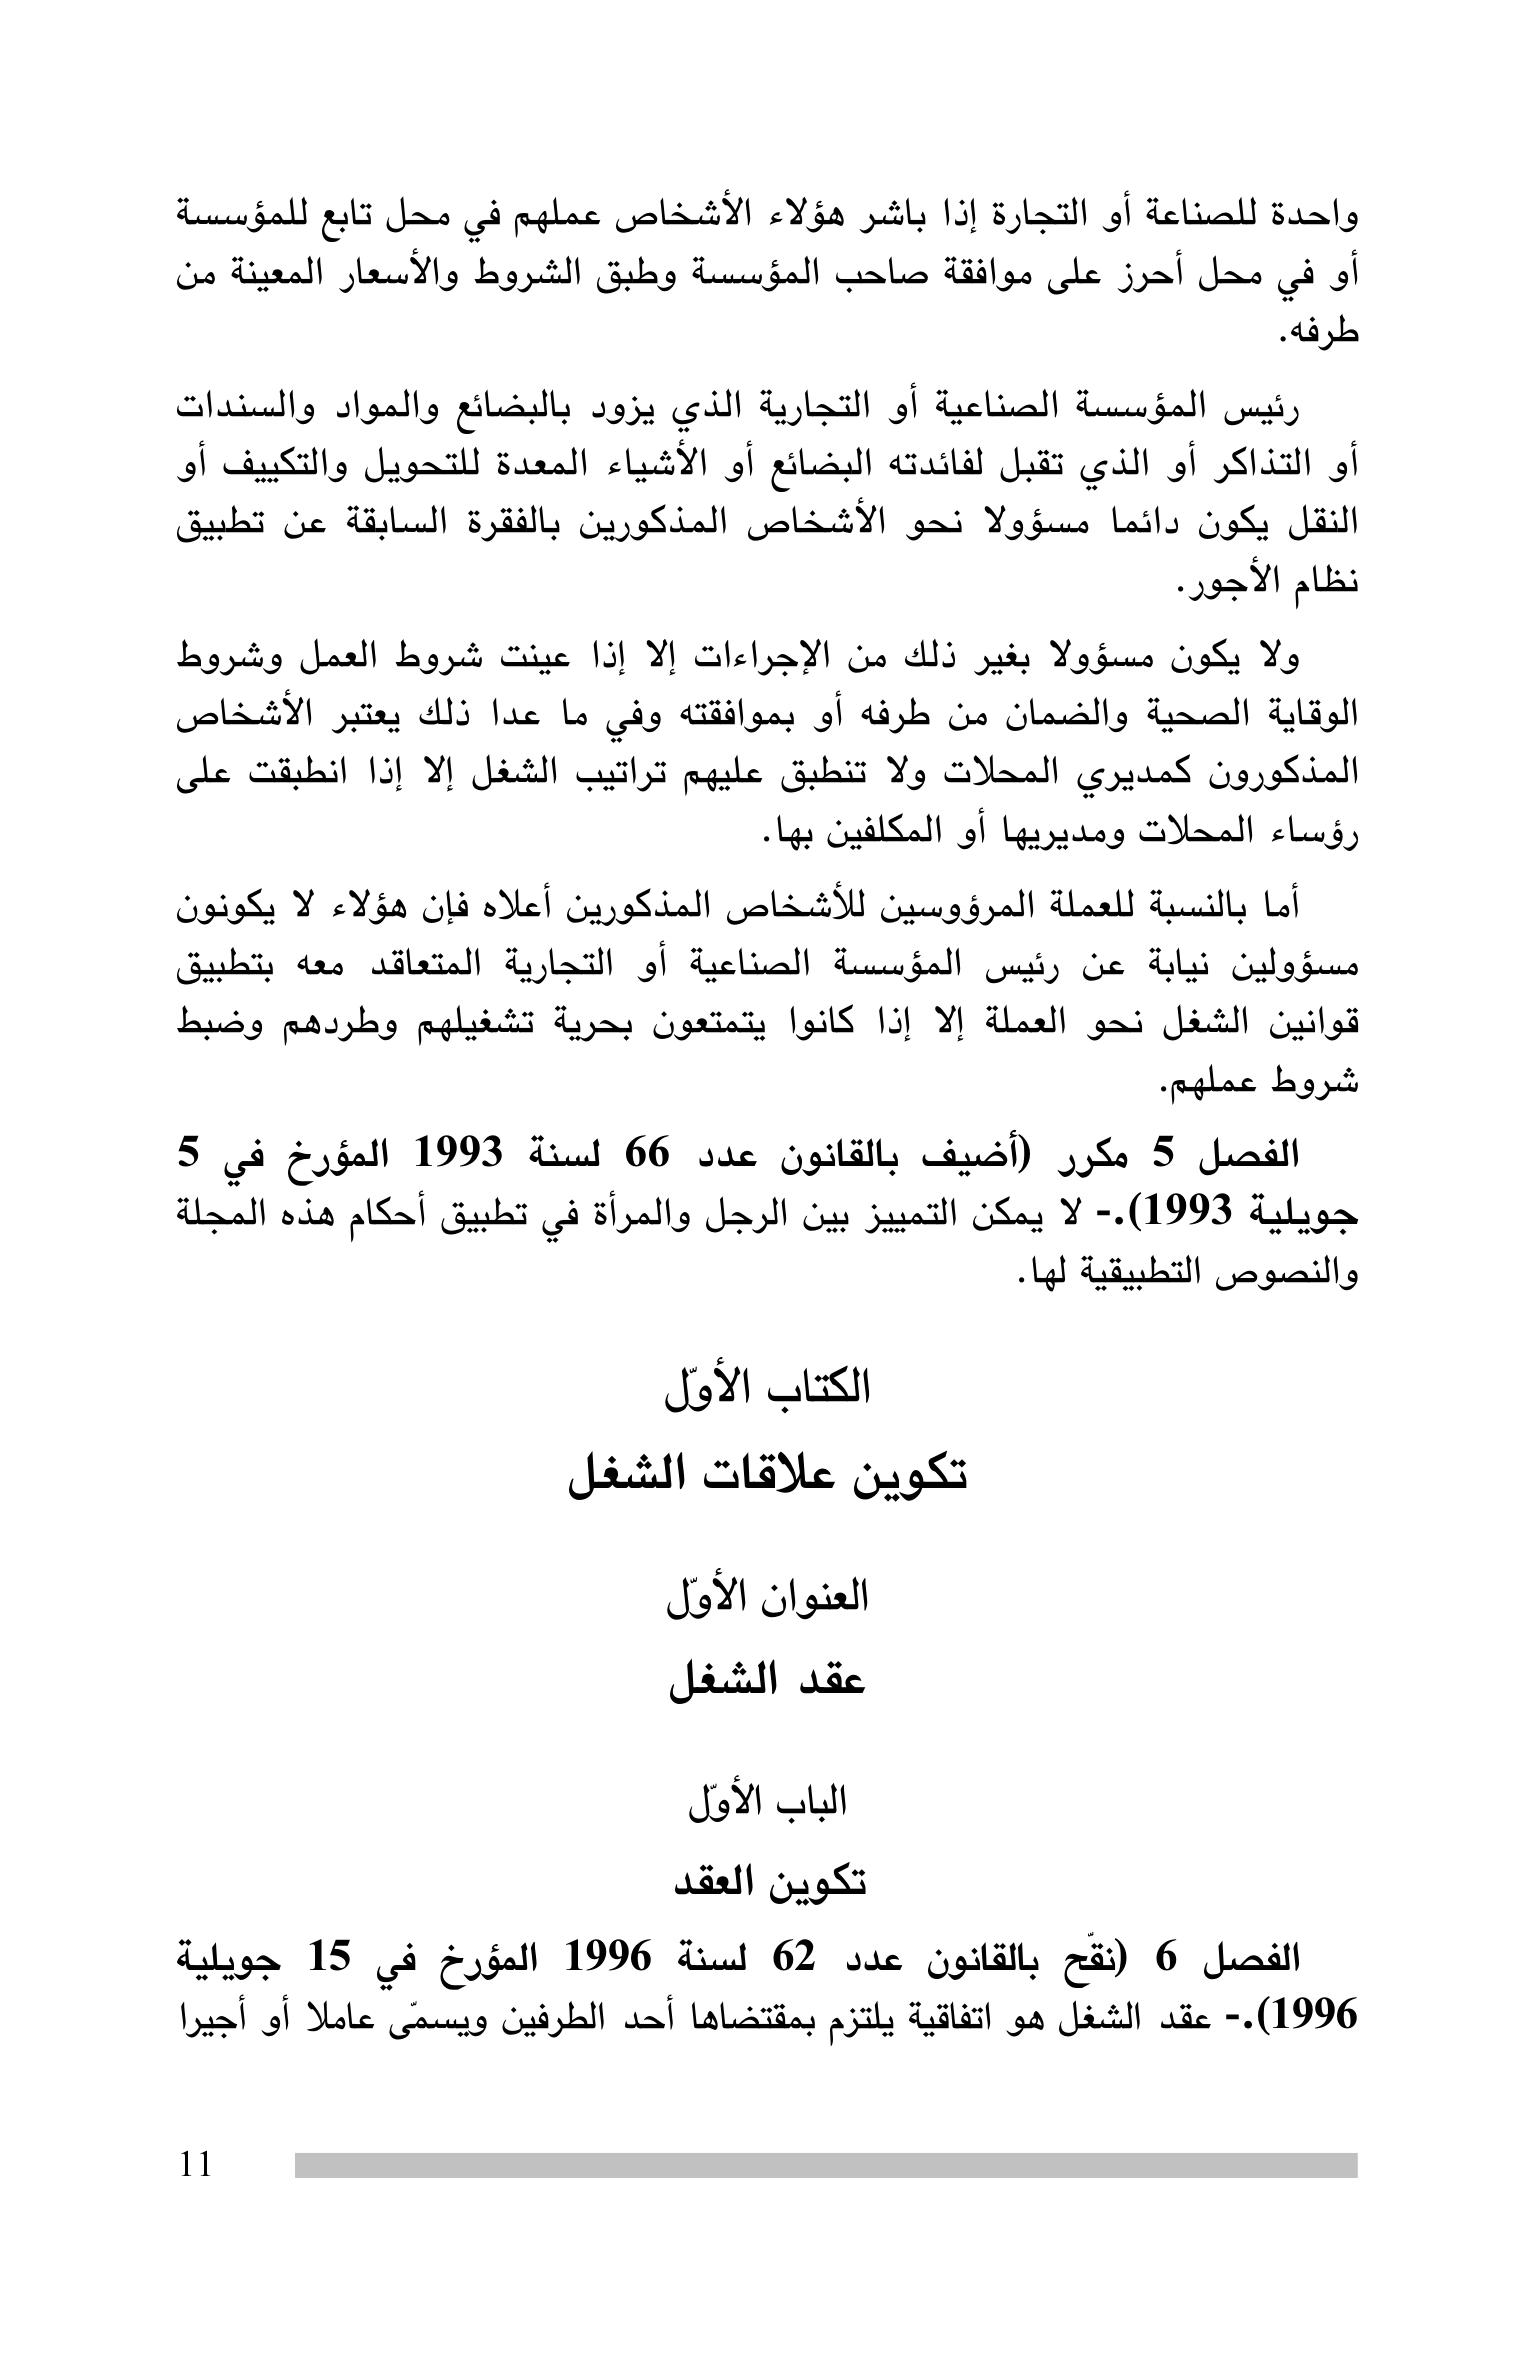 واحدة للصناعة أو التجارة إذا باشر هؤلاء الأشخاص عملهم في محل تابع للمؤسسة
أو في محل أحرز على موافقة صاحب المؤسسة وطبق الشروط والأسعار المعينة من
طرفه.
رئيس المؤسسة الصناعية أو التجارية الذي يزود بالبضائع والمواد والسندات
أو التذاكر أو الذي تقبل لفائدته البضائع أو الأشياء المعدة للتحويل والتكييف أو
النقل يكون دائما مسؤولا نحو الأشخاص المذكورين بالفقرة السابقة عن تطبيق
نظام الأجور.
ولا يكون مسؤولا بغير ذلك من الإجراءات إلا إذا عينت شروط العمل وشروط
الوقاية الصحية والضمان من طرفه أو بموافقته وفي ما عدا ذلك يعتبر الأشخاص
المذكورون كمديري المحلات ولا تنطبق عليهم تراتيب الشغل إلا إذا انطبقت على
رؤساء المحلات ومديريها أو المكلفين بها.
أما بالنسبة للعملة المرؤوسين للأشخاص المذكورين أعلاه فإن هؤلاء لا يكونون
مسؤولين نيابة عن رئيس المؤسسة الصناعية أو التجارية المتعاقد معه بتطبيق
قوانين الشغل نحو العملة إلا إذا كانوا يتمتعون بحرية تشغيلهم وطردهم وضبط
شروط عملهم.
الفصل 5 مكرر (أضيف بالقانون عدد 66 لسنة 1993 المؤرخ في 5
جويلية 1993).- لا يمكن التمييز بين الرجل والمرأة في تطبيق أحكام هذه المجلة
والنصوص التطبيقية لها.
الكتاب الأوّل
تكوين علاقات الشغل
العنوان الأوّل
عقد الشغل
الباب الأوّل
تكوين العقد
الفصل 6 (نقّح بالقانون عدد 62 لسنة 1996 المؤرخ في 15 جويلية
1996).- عقد الشغل هو اتفاقية يلتزم بمقتضاها أحد الطرفين ويسمّى عاملا أو أجيرا
11